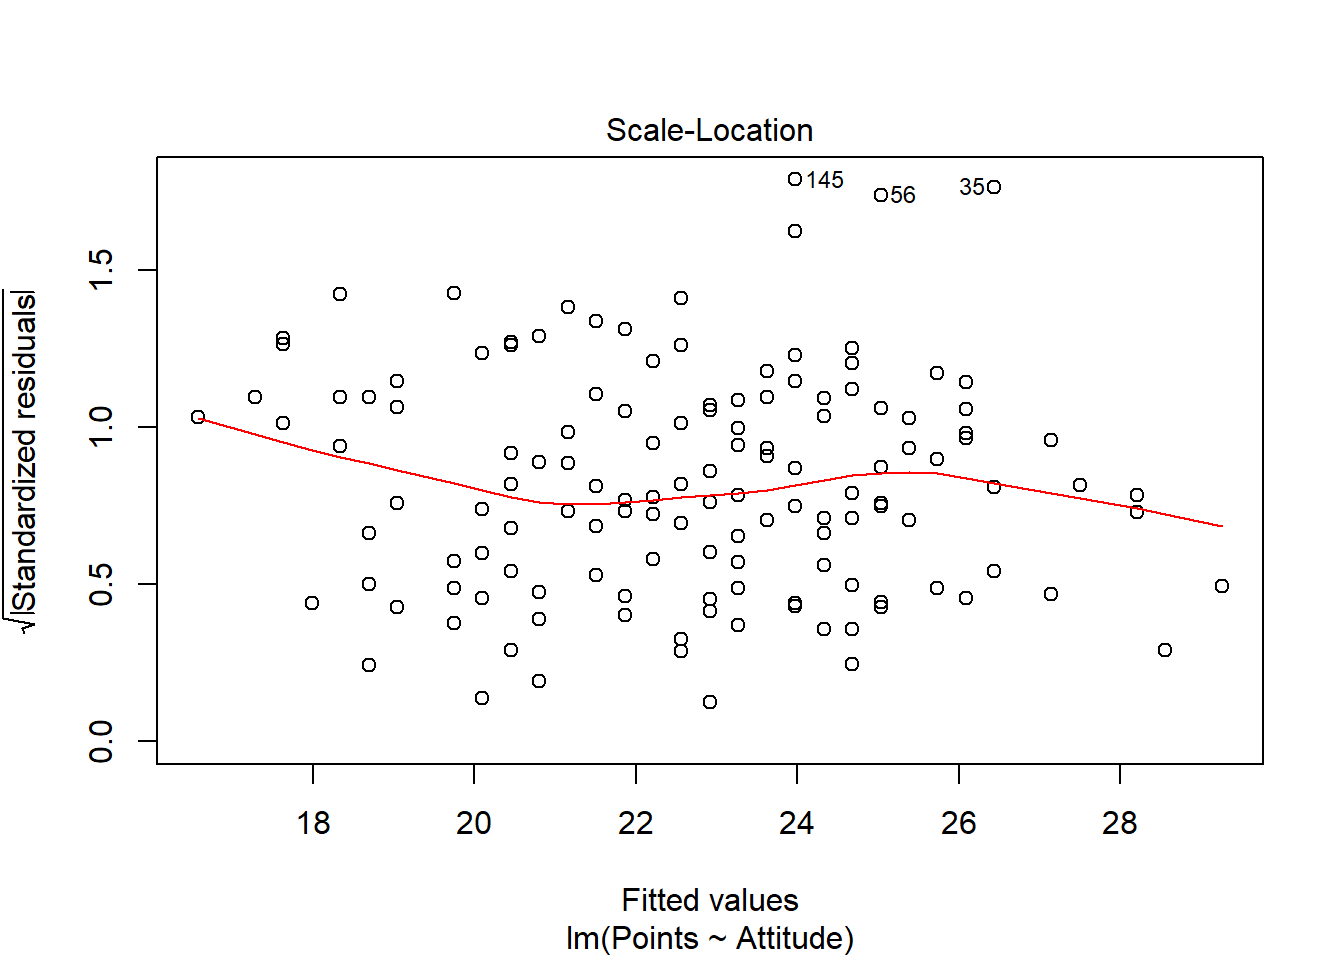 Scale-Location
145
56
35
√|Standardized residuals|
1.5
1.0
0.5
0.0
18 20 22 24 26 28
Fitted values
lm(Points ~ Attitude)